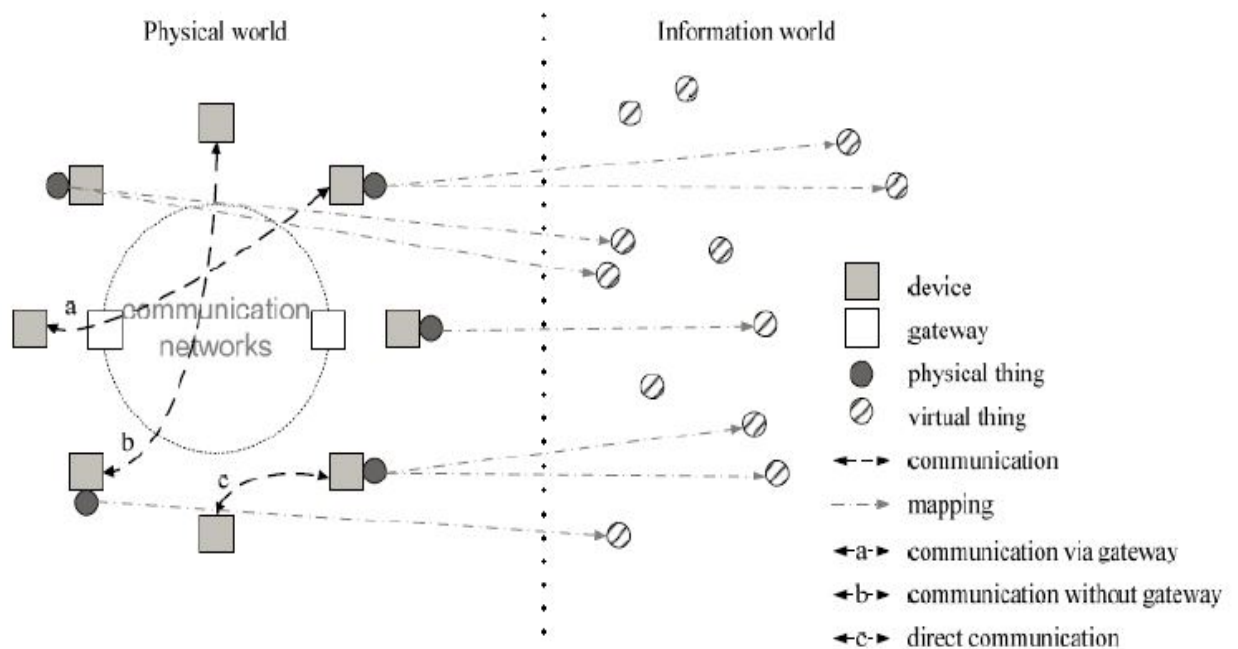 Physical world
Information world
a
communication
networks
b
c
device
gateway
physical thing
virtual thing
communication
mapping
a communication via gateway
b communication without gateway
c direct communication